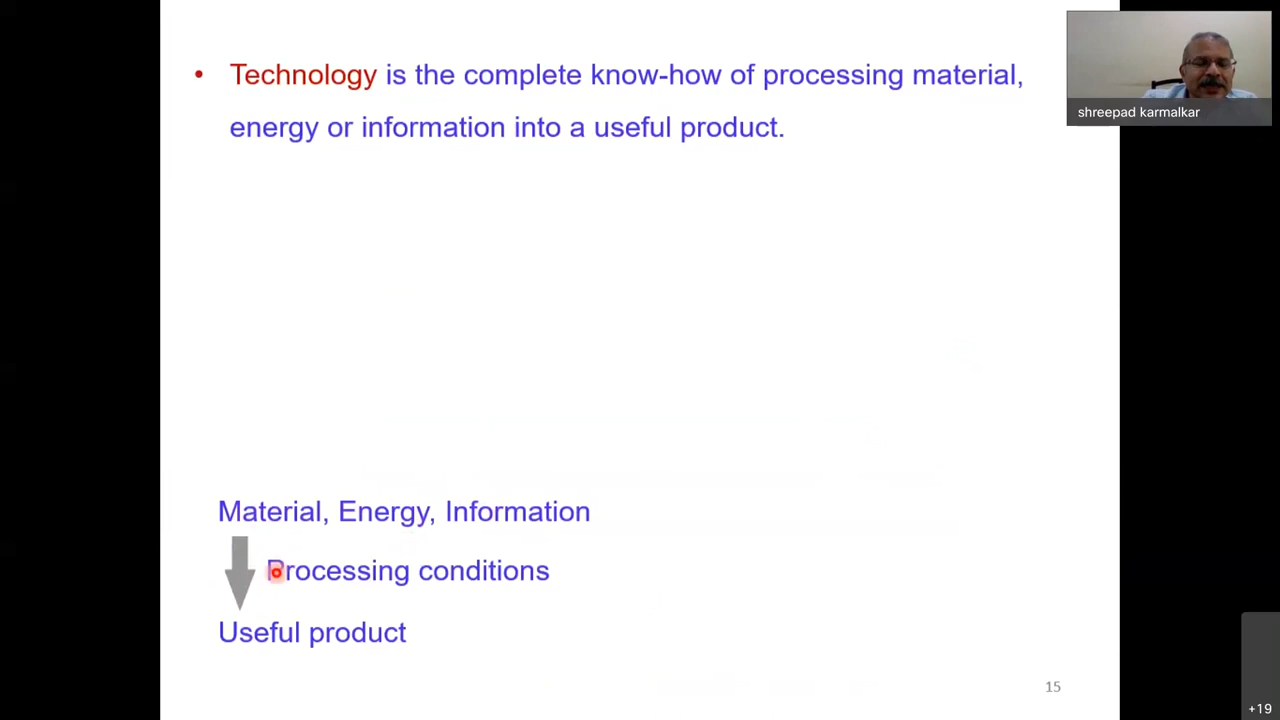 • Technology is the complete know-how of processing material,
energy or information into a useful product.
shreepad karmalkar
Material, Energy, Information
Processing conditions
Useful product
15
+19